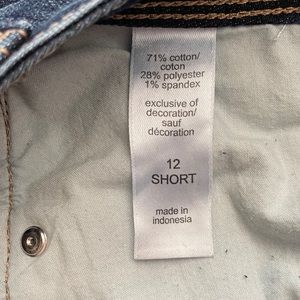 71% cotton/
coton
28% polyester
1% spandex
exclusive of
decoration/
sauf
décoration
12
SHORT
made in
indonesia